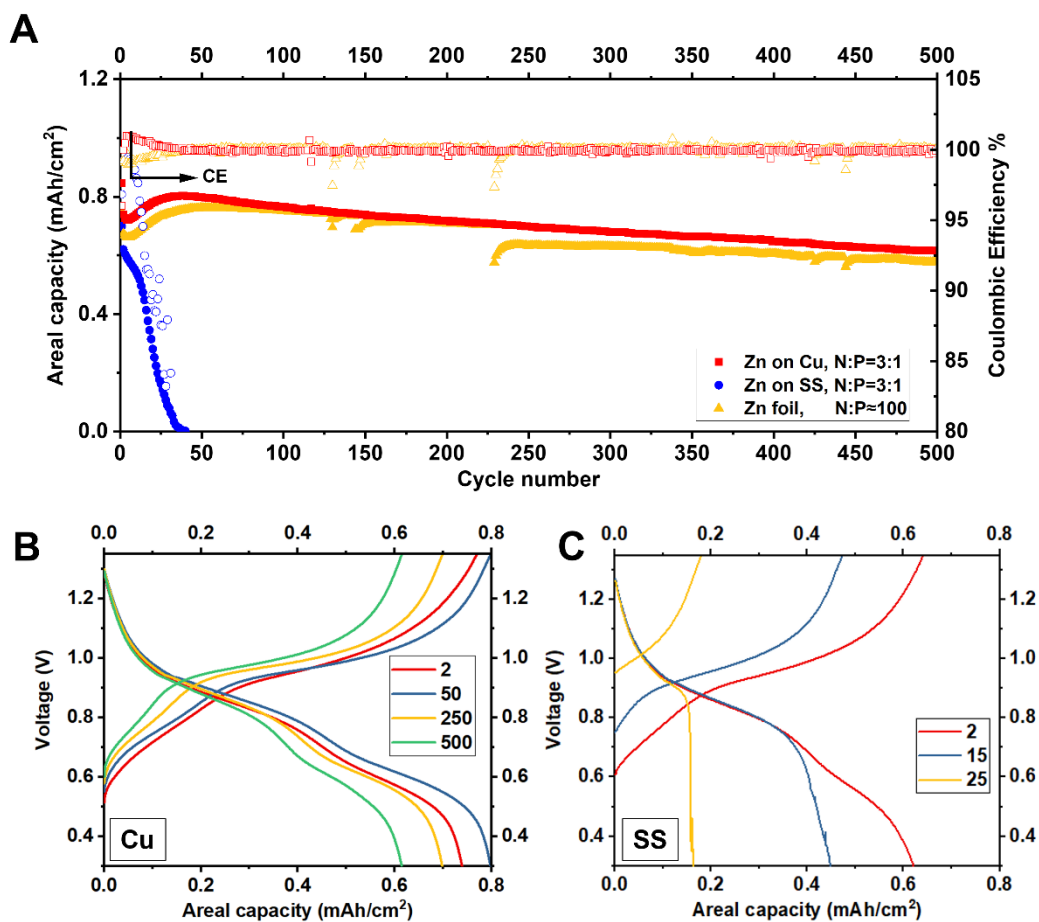 A
0 50 100 150 200 250 300 350 400 450 500
1.2 105
0.8 100
0.4 95
0.0 90
85
80
Areal capacity (mAh/cm²)
Coulombic Efficiency %
CE
Zn on Cu, N:P=3:1
Zn on SS, N:P=3:1
Zn foil, N:P≈100
0 50 100 150 200 250 300 350 400 450 500
Cycle number
B
0.0 0.2 0.4 0.6 0.8
1.2 1.2
1.0 1.0
0.8 0.8
0.6 0.6
0.4 0.4
Voltage (V)
2
50
250
500
Cu
0.0 0.2 0.4 0.6 0.8
Areal capacity (mAh/cm²)
C
0.0 0.2 0.4 0.6 0.8
1.2 1.2
1.0 1.0
0.8 0.8
0.6 0.6
0.4 0.4
Voltage (V)
2
15
25
SS
0.0 0.2 0.4 0.6 0.8
Areal capacity (mAh/cm²)